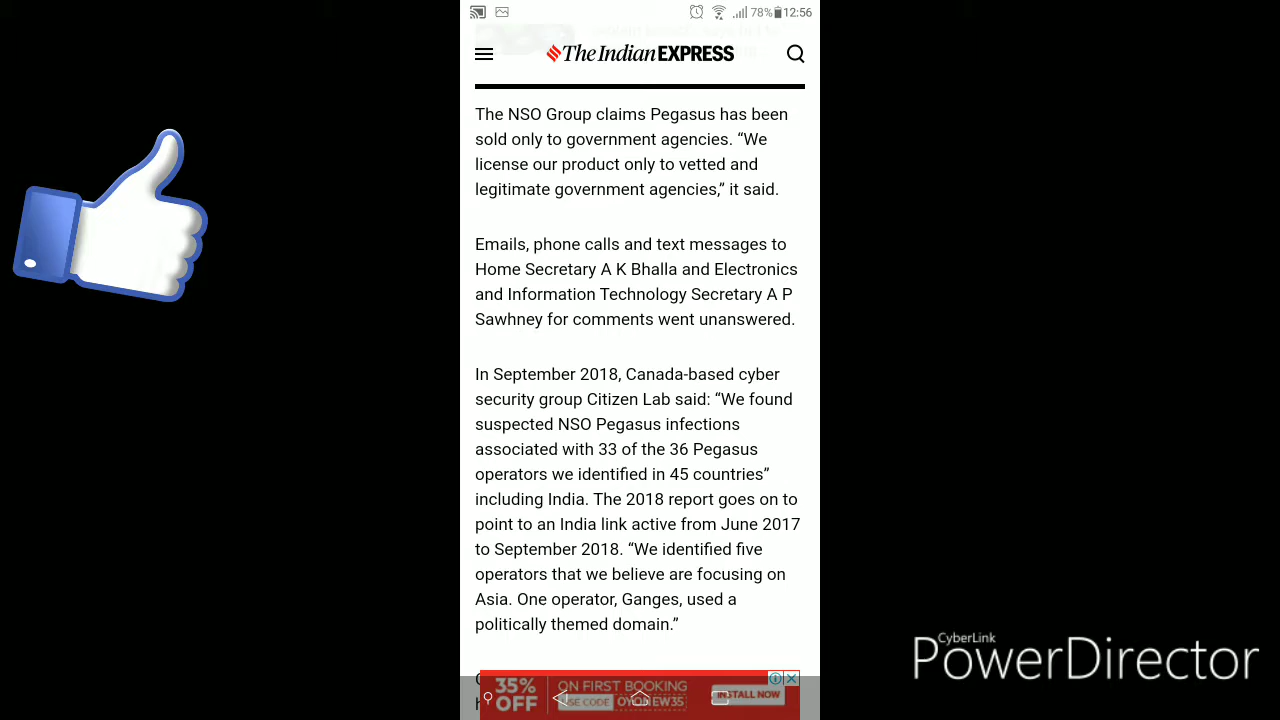 78% 12:56
The Indian EXPRESS
The NSO Group claims Pegasus has been
sold only to government agencies. “We
license our product only to vetted and
legitimate government agencies,” it said.
Emails, phone calls and text messages to
Home Secretary A K Bhalla and Electronics
and Information Technology Secretary A P
Sawhney for comments went unanswered.
In September 2018, Canada-based cyber
security group Citizen Lab said: “We found
suspected NSO Pegasus infections
associated with 33 of the 36 Pegasus
operators we identified in 45 countries”
including India. The 2018 report goes on to
point to an India link active from June 2017
to September 2018. “We identified five
operators that we believe are focusing on
Asia. One operator, Ganges, used a
politically themed domain.”
35% OFF
ON FIRST BOOKING
USE CODE
INSTALL NOW
CyberLink
PowerDirector